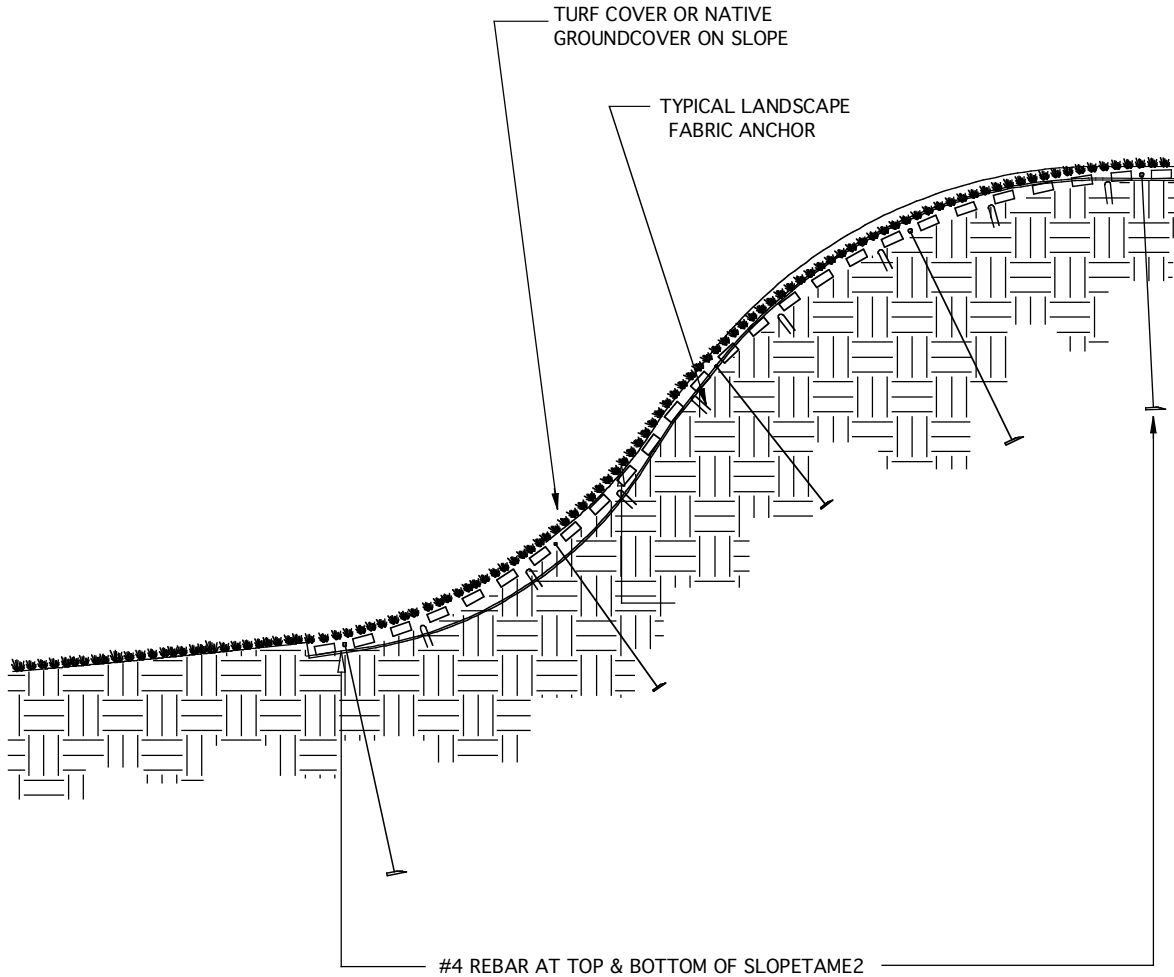 TURF COVER OR NATIVE
GROUNDCOVER ON SLOPE
TYPICAL LANDSCAPE
FABRIC ANCHOR
#4 REBAR AT TOP & BOTTOM OF SLOPETAME2